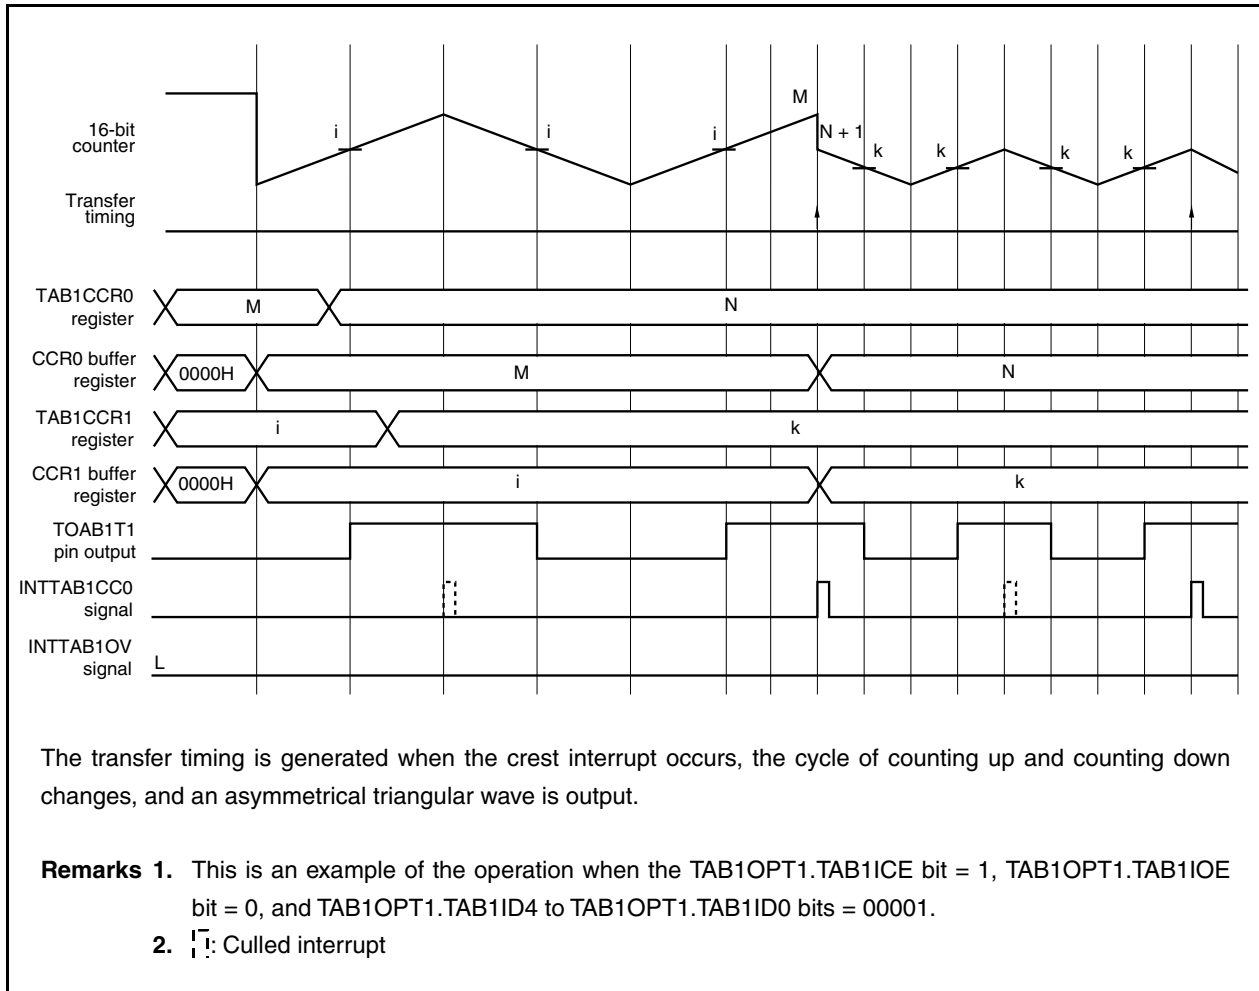 M
i i i N + 1
k k k k
16-bit
counter
Transfer
timing
TAB1CCR0
register
M N
CCR0 buffer
register
0000H M N
TAB1CCR1
register
i k
CCR1 buffer
register
0000H i k
TOAB1T1
pin output
INTTAB1CC0
signal
INTTAB1OV
signal
L
The transfer timing is generated when the crest interrupt occurs, the cycle of counting up and counting down
changes, and an asymmetrical triangular wave is output.
Remarks 1. This is an example of the operation when the TAB1OPT1.TAB1ICE bit = 1, TAB1OPT1.TAB1IOE
bit = 0, and TAB1OPT1.TAB1ID4 to TAB1OPT1.TAB1ID0 bits = 00001.
2. : Culled interrupt